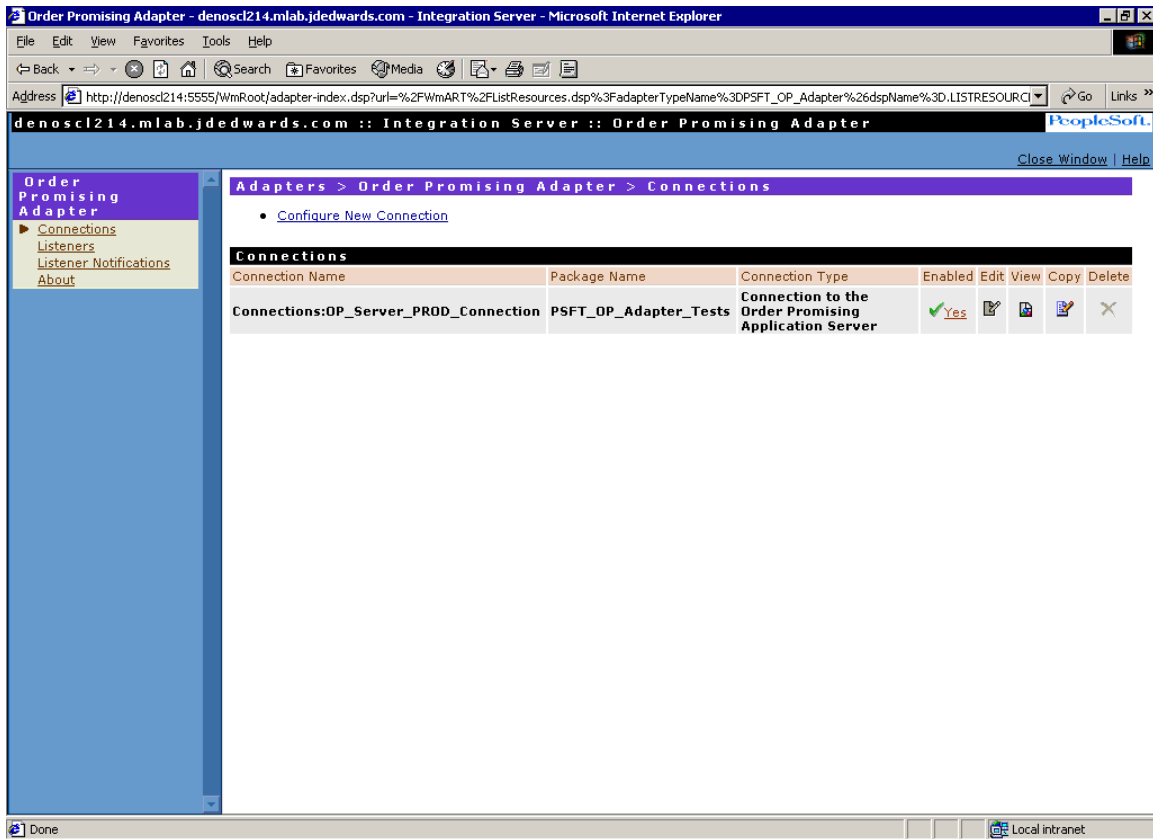 Order Promising Adapter - denoscl214.mlab.jdedwards.com - Integration Server - Microsoft Internet Explorer
File Edit View Favorites Tools Help
Back Search Favorites Media
Address http://denoscl214:5555/WmRoot/adapter-index.dsp?url=%2FWmART%2FListResources.dsp%3FadapterTypeName%3DPSFT_OP_Adapter%26dspName%3D.LISTRESOURCI Go Links »
denoscl214.mlab.jdedwards.com :: Integration Server :: Order Promising Adapter PeopleSoft.
Close Window | Help
Order
Promising
Adapter
Connections
Listeners
Listener Notifications
About
Adapters > Order Promising Adapter > Connections
• Configure New Connection
Connections
Connection Name Package Name Connection Type Enabled Edit View Copy Delete
Connections:OP_Server_PROD_Connection PSFT_OP_Adapter_Tests Connection to the
Order Promising
Application Server
Yes
Done Local intranet